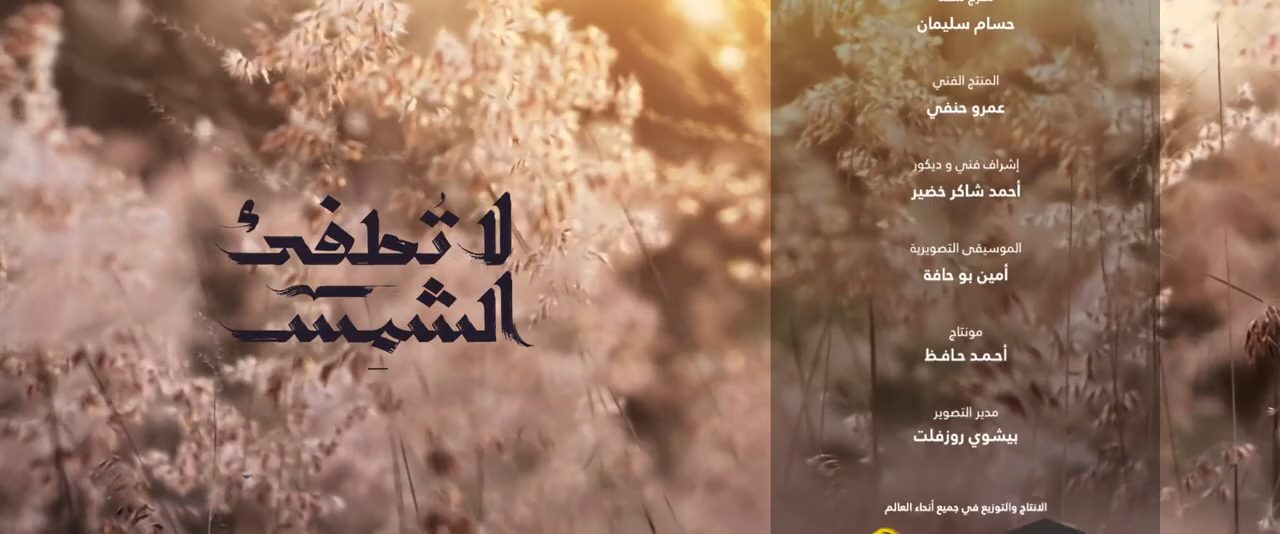 لا تُطفئ
الشمس
حسام سليمان
المنتج الفني
عمرو حنفي
إشراف فني و ديكور
أحمد شاكر خضير
الموسيقى التصويرية
أمين بو حافة
مونتاج
أحمد حافظ
مدير التصوير
بيشوي روزفلت
الانتاج والتوزيع في جميع أنحاء العالم